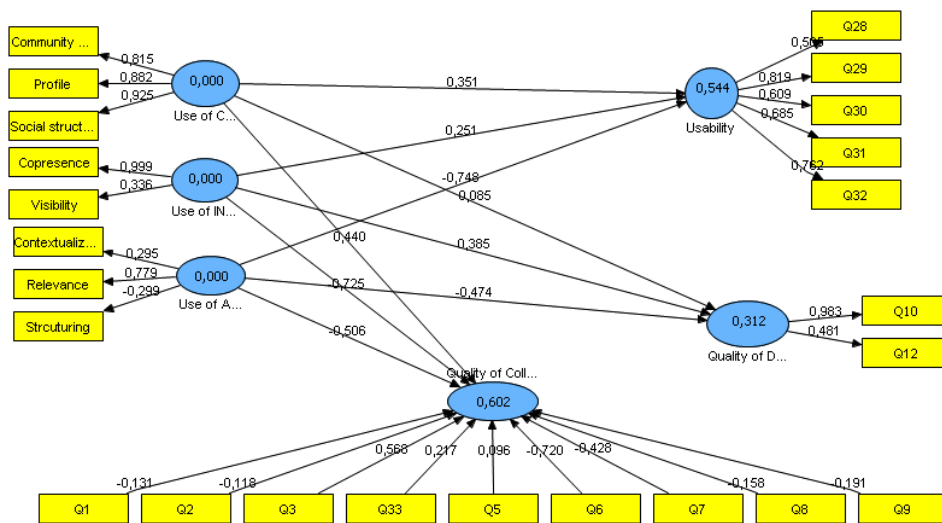 Community ...
0,815
Profile
0,882
0,925
Social struct...
0,000
Use of C...
Copresence
0,999
Visibility
0,336
0,000
Use of IN...
Contextualiz...
0,295
Relevance
0,779
-0,299
Strcuturing
0,000
Use of A...
0,351
0,251
-0,748
0,085
0,440
0,385
-0,725
-0,474
-0,506
0,544
Usability
Q28
0,819
Q29
0,609
Q30
0,685
Q31
0,762
Q32
0,312
Quality of D...
0,983
Q10
0,481
Q12
Quality of Coll...
0,602
-0,131
-0,118
0,568
0,217
0,096
-0,720
-0,428
-0,158
0,191
Q1
Q2
Q3
Q33
Q5
Q6
Q7
Q8
Q9